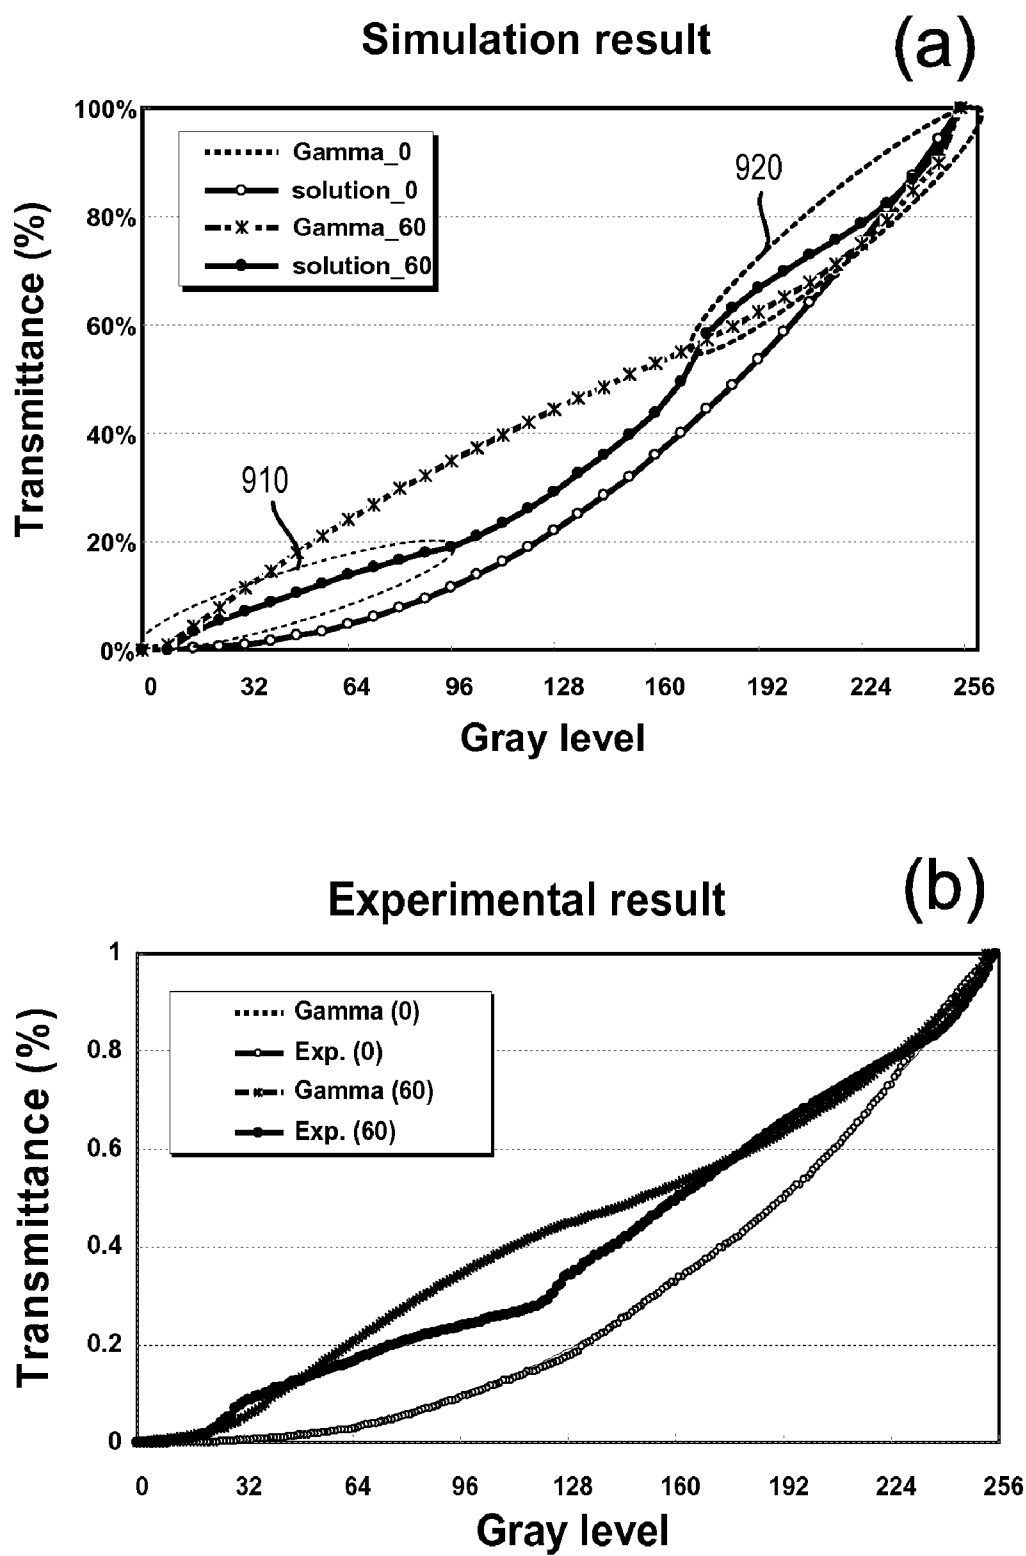 Simulation result
(a)
100%
80%
60%
40%
20%
0%
Transmittance (%)
Gamma_0
solution_0
Gamma_60
solution_60
910
920
0 32 64 96 128 160 192 224 256
Gray level
Experimental result
(b)
1
0.8
0.6
0.4
0.2
0
Transmittance (%)
Gamma (0)
Exp. (0)
Gamma (60)
Exp. (60)
0 32 64 96 128 160 192 224 256
Gray level